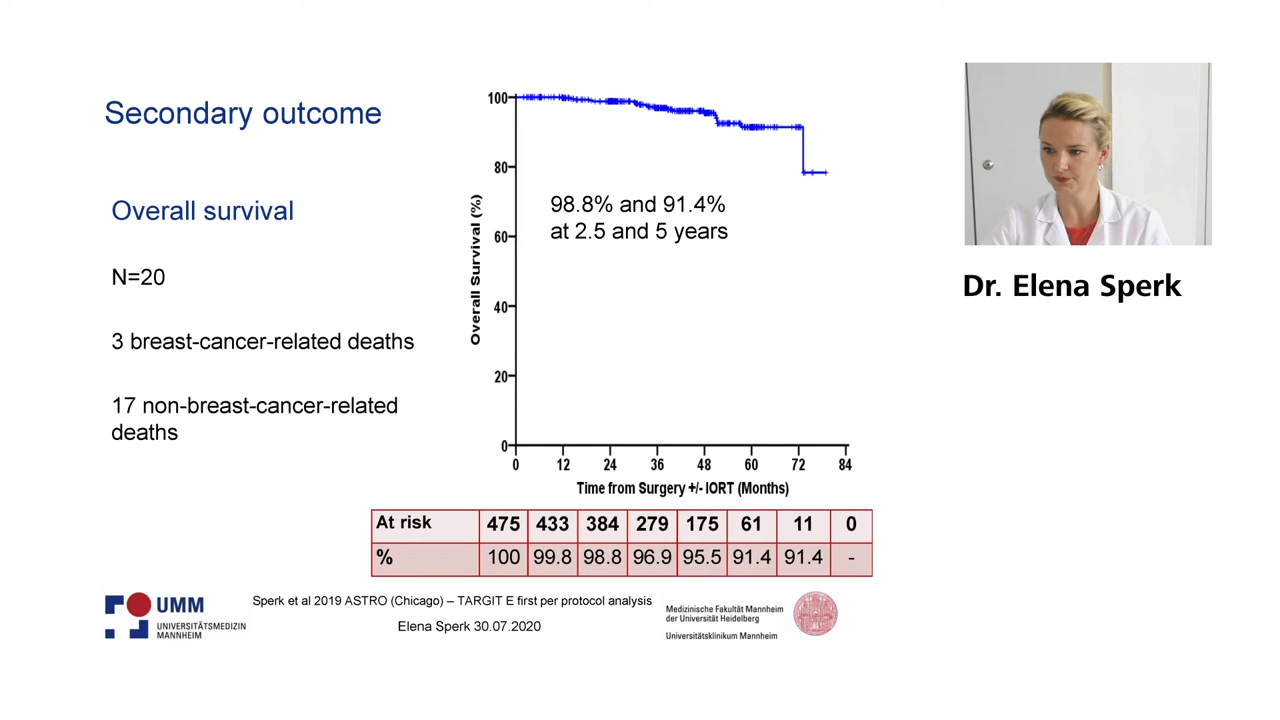 Secondary outcome
Overall survival
N=20
3 breast-cancer-related deaths
17 non-breast-cancer-related
deaths
Overall Survival (%)
100
80
60
40
20
0
98.8% and 91.4%
at 2.5 and 5 years
0 12 24 36 48 60 72 84
Time from Surgery +/- IORT (Months)
At risk 475 433 384 279 175 61 11 0
% 100 99.8 98.8 96.9 95.5 91.4 91.4 -
Dr. Elena Sperk
UMM
UNIVERSITÄTSMEDIZIN
MANNHEIM
Sperk et al 2019 ASTRO (Chicago) – TARGIT E first per protocol analysis
Elena Sperk 30.07.2020
Medizinische Fakultät Mannheim
der Universität Heidelberg
Universitätsklinikum Mannheim